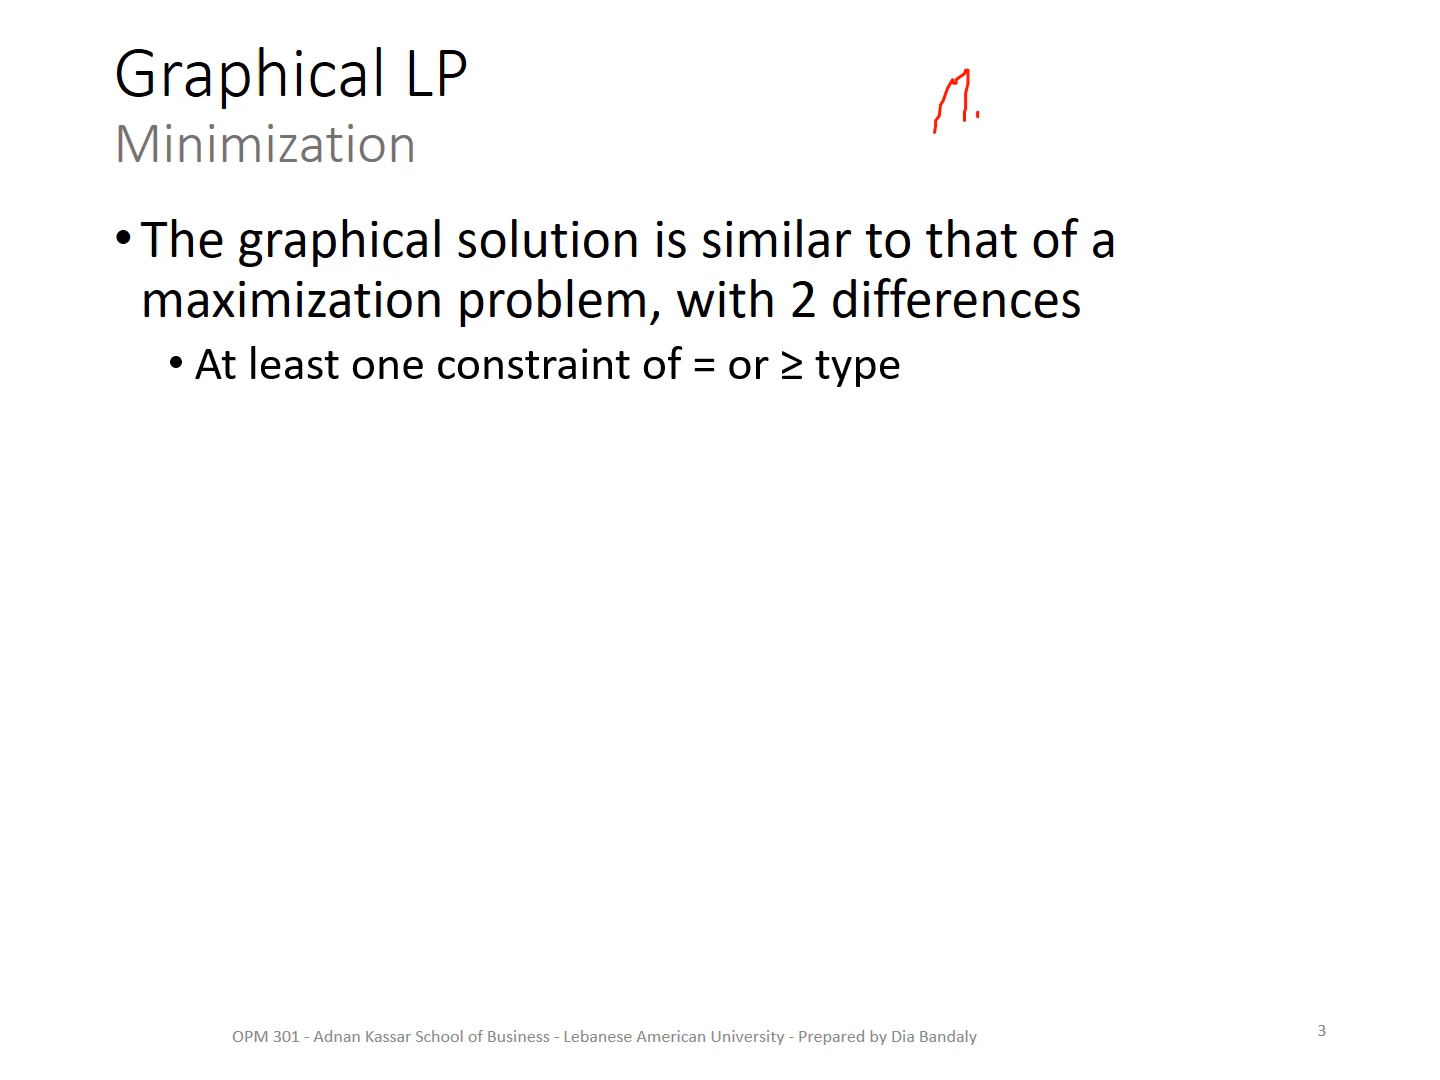 Graphical LP
Minimization
• The graphical solution is similar to that of a
maximization problem, with 2 differences
• At least one constraint of = or ≥ type
OPM 301 - Adnan Kassar School of Business - Lebanese American University - Prepared by Dia Bandaly
3